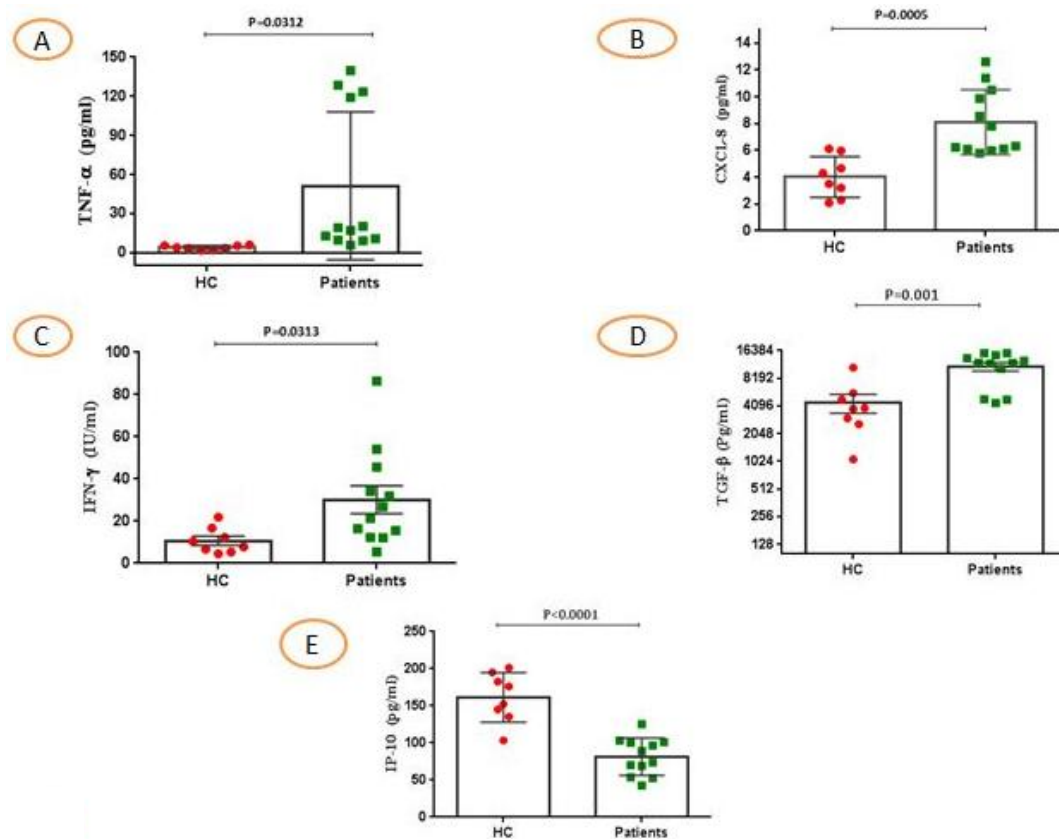 A
P=0.0312
TNF-α (pg/ml)
150
120
90
60
30
0
HC
Patients
B
P=0.0005
CXCL-8 (pg/ml)
14
12
10
8
6
4
2
0
HC
Patients
C
P=0.0313
IFN-γ (IU/ml)
100
80
60
40
20
0
HC
Patients
D
P=0.001
TGF-β (Pg/ml)
16384
8192
4096
2048
1024
512
256
128
HC
Patients
E
P<0.0001
IP-10 (pg/ml)
250
200
150
100
50
0
HC
Patients